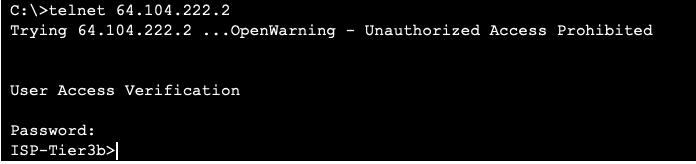 C:\>telnet 64.104.222.2
Trying 64.104.222.2 ...OpenWarning - Unauthorized Access Prohibited
User Access Verification
Password:
ISP-Tier3b>